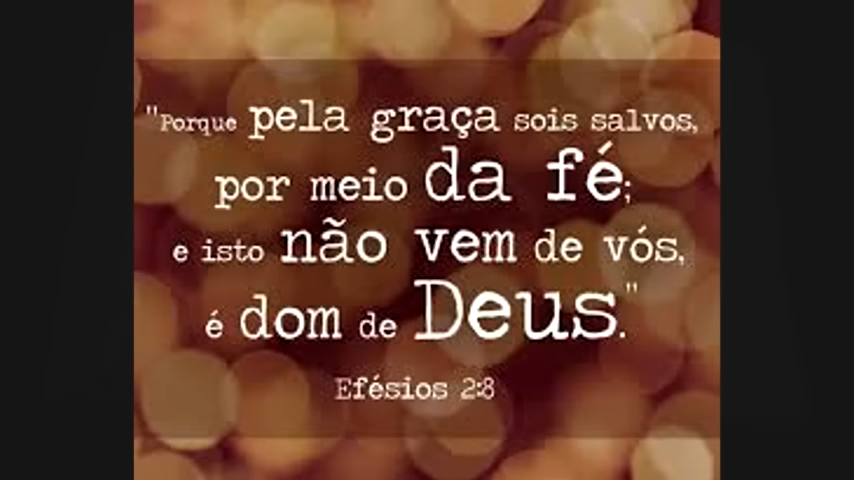 "Porque pela graça sois salvos,
por meio da fé;
e isto não vem de vós,
é dom de Deus."
Efésios 2:8